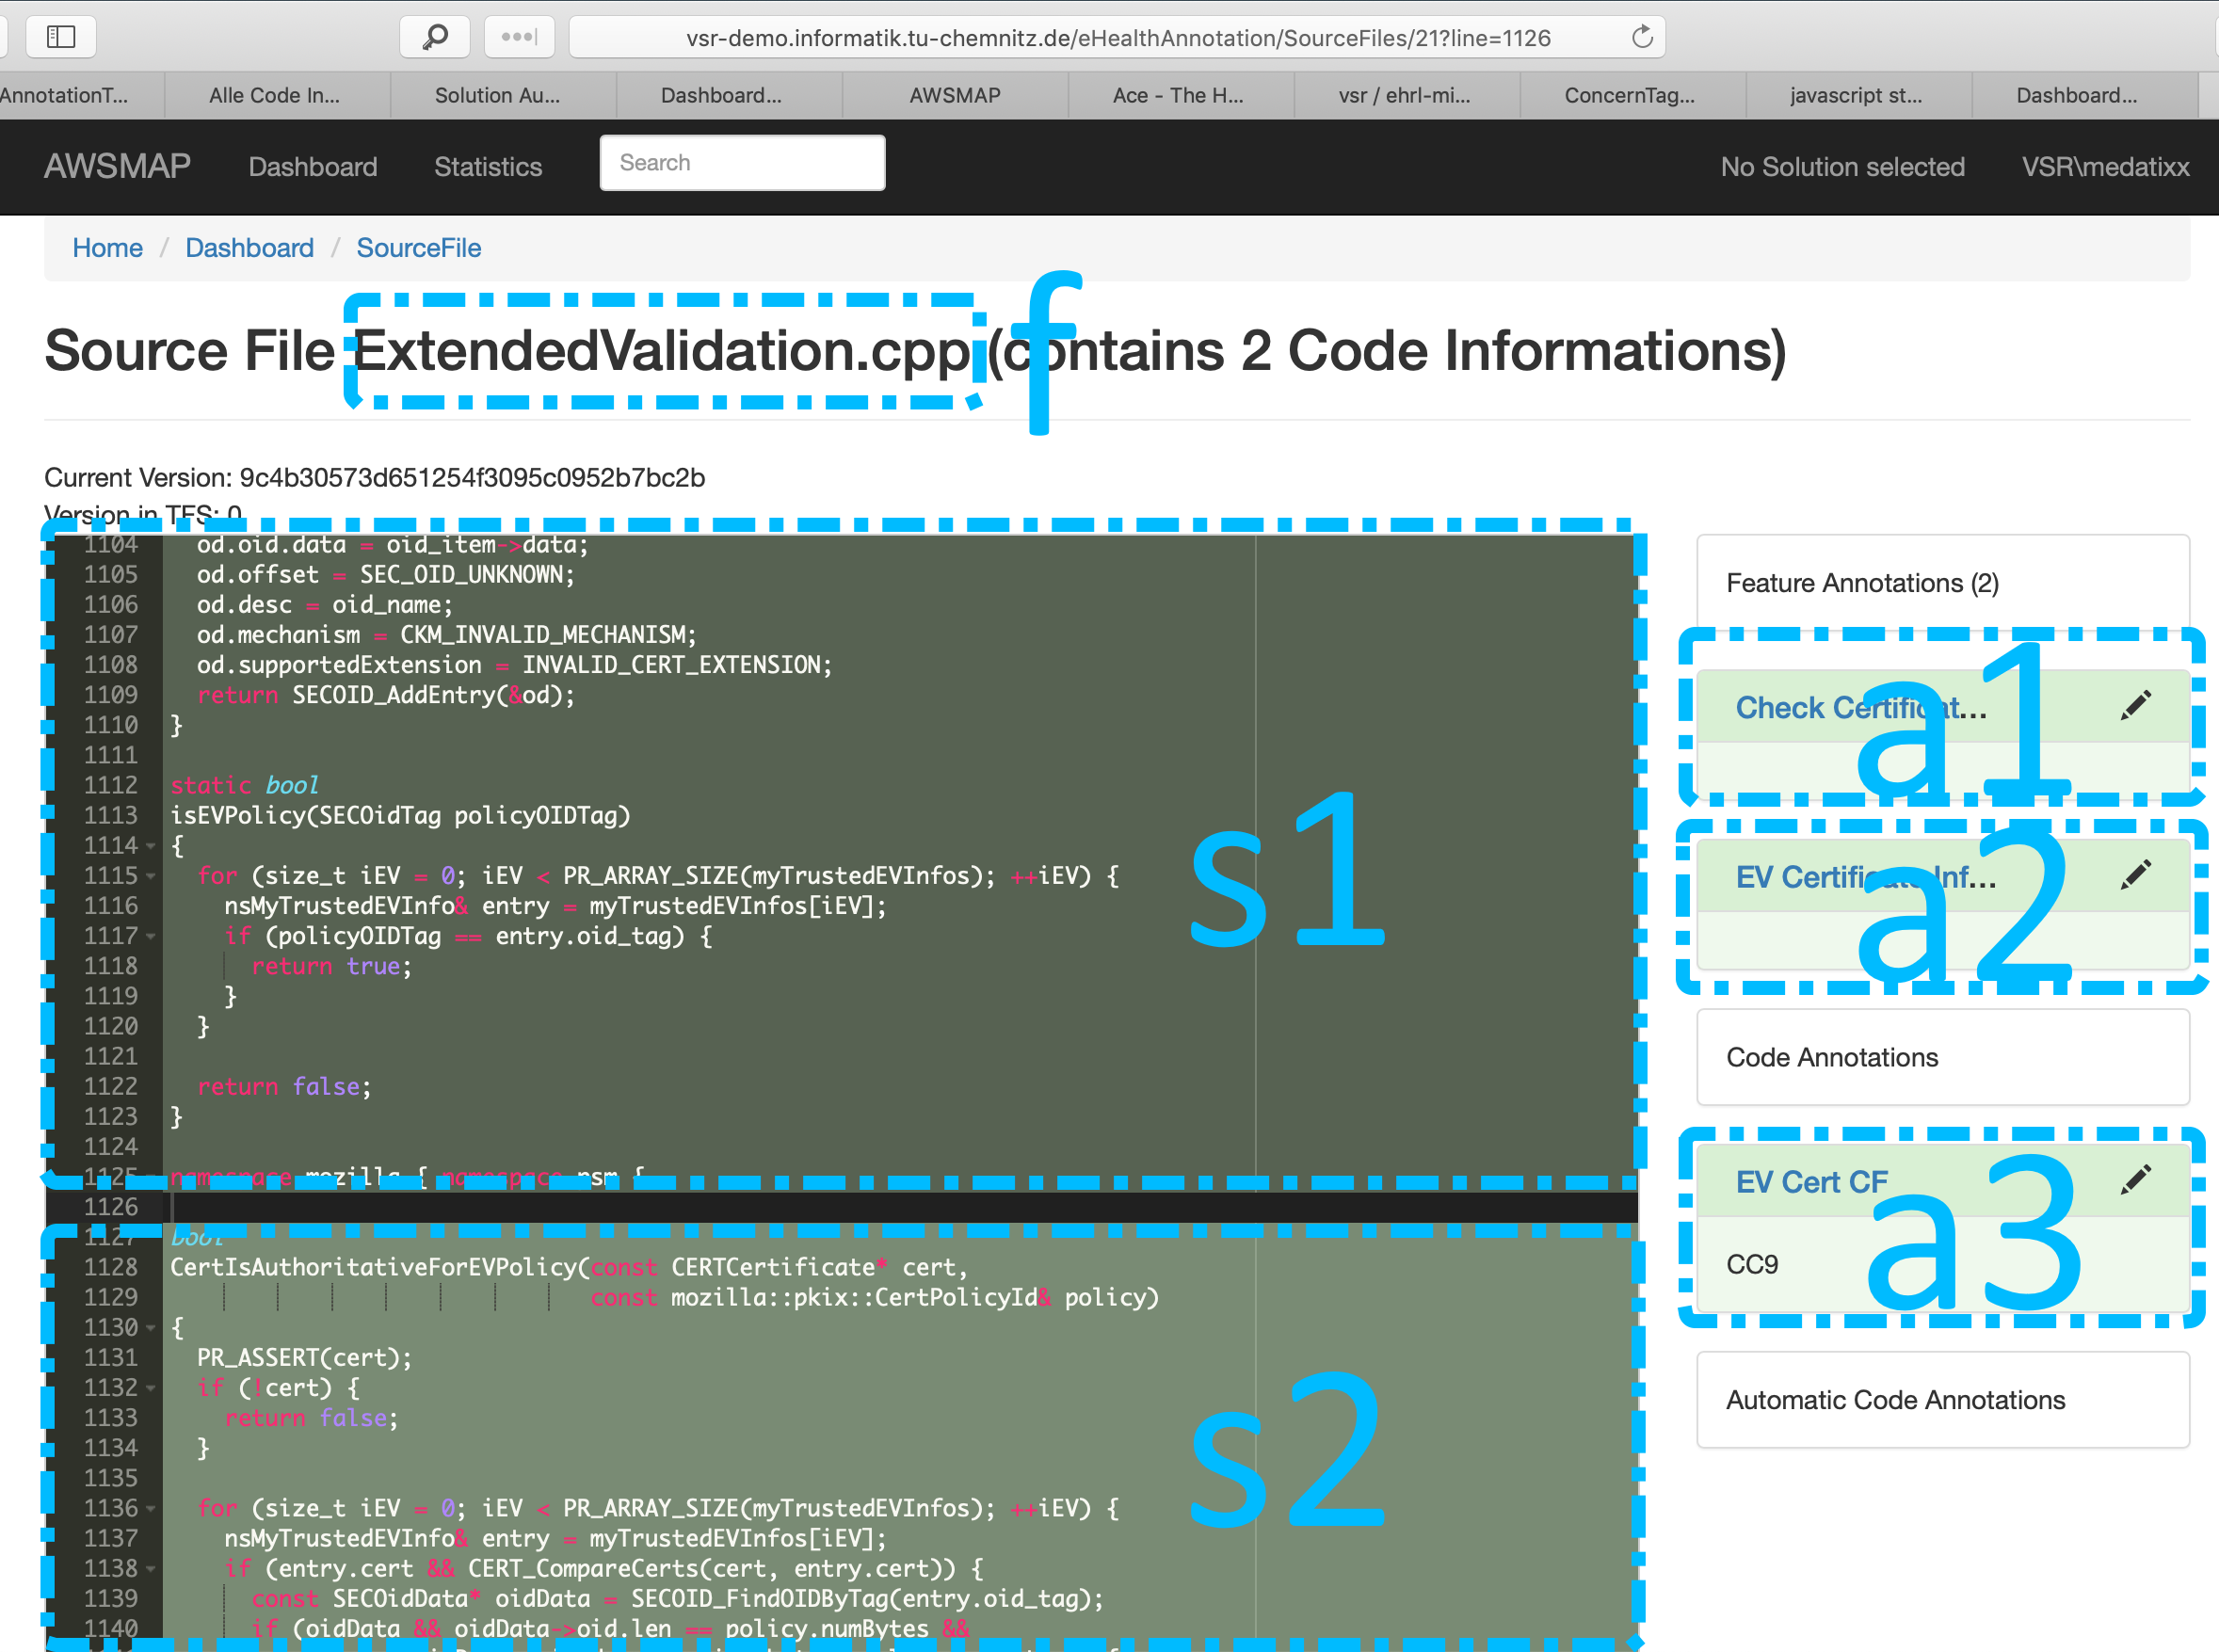 vsr-demo.informatik.tu-chemnitz.de/eHealthAnnotation/SourceFiles/21?line=1126
AnnotationT... Alle Code In... Solution Au... Dashboard... AWSMAP Ace - The H... vsr / ehrl-mi... ConcernTag... javascript st... Dashboard...
AWSMAP Dashboard Statistics Search No Solution selected VSR\medatixx
Home / Dashboard / SourceFile
f
Source File ExtendedValidation.cpp (contains 2 Code Informations)
Current Version: 9c4b30573d651254f3095c0952b7bc2b
Version in TFS: 0
1104 od.oid.data = oid_item->data;
1105 od.offset = SEC_OID_UNKNOWN;
1106 od.desc = oid_name;
1107 od.mechanism = CKM_INVALID_MECHANISM;
1108 od.supportedExtension = INVALID_CERT_EXTENSION;
1109 return SECOID_AddEntry(&od);
1110 }
1111
1112 static bool
1113 isEVPolicy(SECOidTag policyOIDTag)
1114 {
1115 for (size_t iEV = 0; iEV < PR_ARRAY_SIZE(myTrustedEVInfos); ++iEV) {
1116 nsMyTrustedEVInfo& entry = myTrustedEVInfos[iEV];
1117 if (policyOIDTag == entry.oid_tag) {
1118 return true;
1119 }
1120 }
1121
1122 return false;
1123 }
1124
1125 namespace mozilla { namespace psm {
1126
1127 bool
1128 CertIsAuthoritativeForEVPolicy(const CERTCertificate* cert,
1129 const mozilla::pkix::CertPolicyId& policy)
1130 {
1131 PR_ASSERT(cert);
1132 if (!cert) {
1133 return false;
1134 }
1135
1136 for (size_t iEV = 0; iEV < PR_ARRAY_SIZE(myTrustedEVInfos); ++iEV) {
1137 nsMyTrustedEVInfo& entry = myTrustedEVInfos[iEV];
1138 if (entry.cert && CERT_CompareCerts(cert, entry.cert)) {
1139 const SECOidData* oidData = SECOID_FindOIDByTag(entry.oid_tag);
1140 if (oidData && oidData->oid.len == policy.numBytes &&
s1
s2
Feature Annotations (2)
Check Certificat...
a1
EV Certificate Inf...
a2
Code Annotations
EV Cert CF
CC9
a3
Automatic Code Annotations